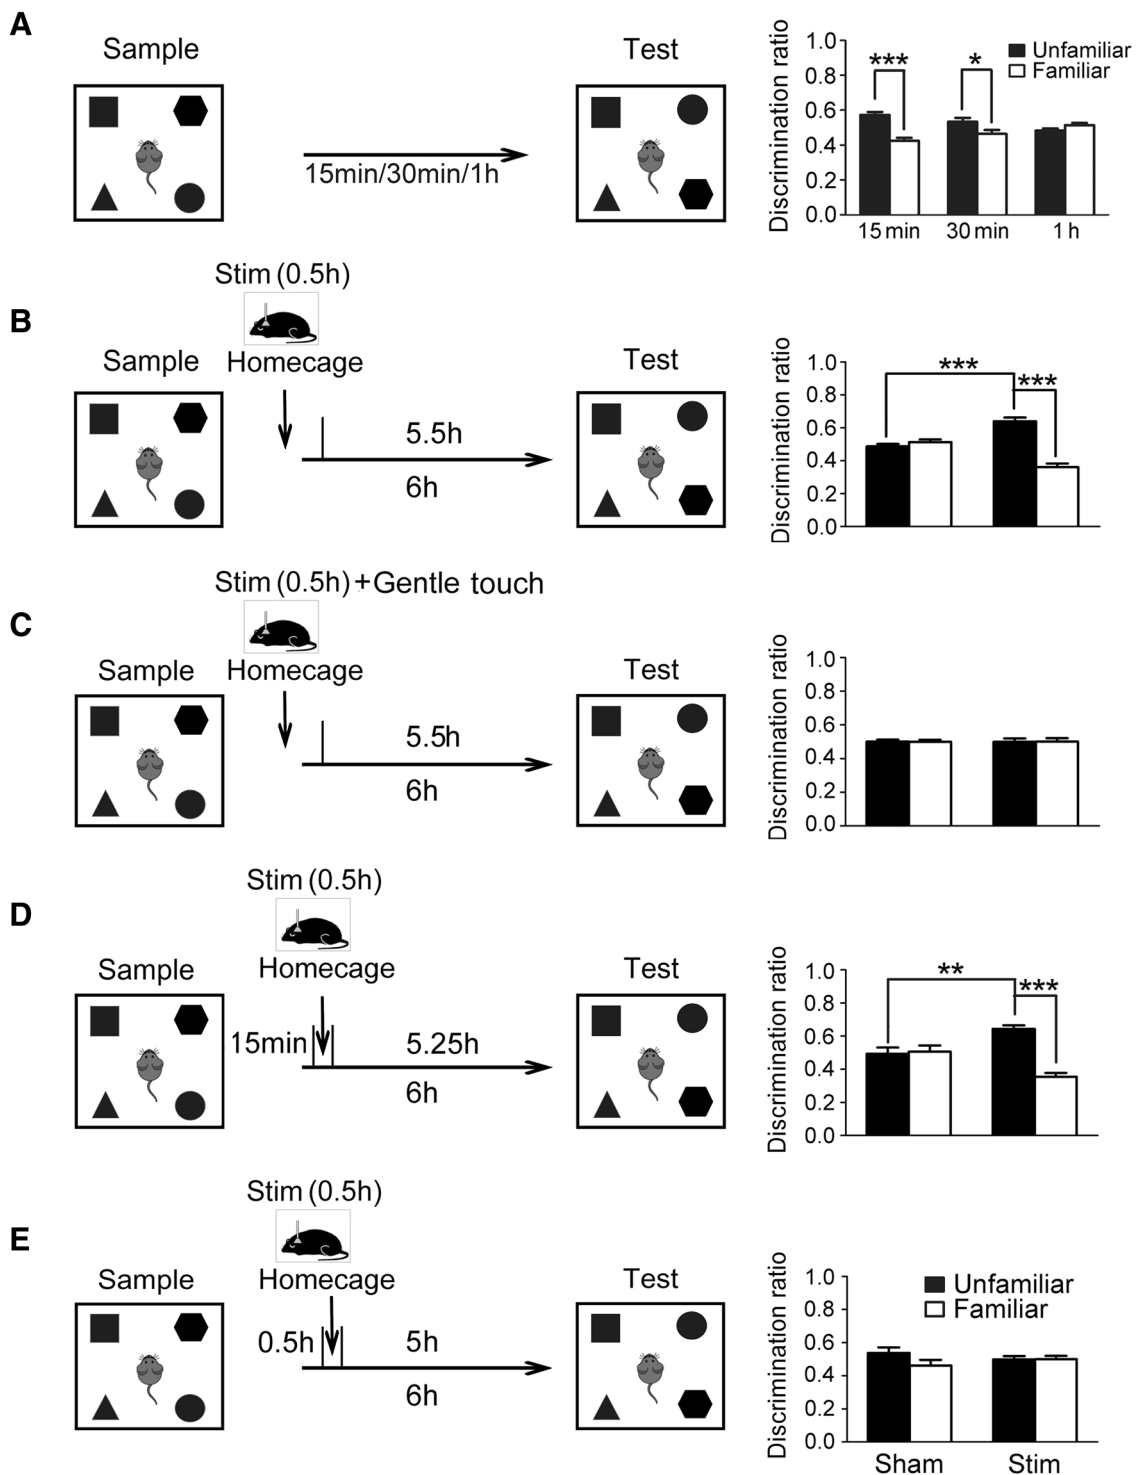 A
Sample
Test
15min/30min/1h
Discrimination ratio
1.0
0.8
0.6
0.4
0.2
0.0
***
*
Unfamiliar
Familiar
15 min
30 min
1 h
B
Stim (0.5h)
Homecage
Sample
Test
5.5h
6h
Discrimination ratio
1.0
0.8
0.6
0.4
0.2
0.0
***
***
C
Stim (0.5h) +Gentle touch
Homecage
Sample
Test
5.5h
6h
Discrimination ratio
1.0
0.8
0.6
0.4
0.2
0.0
D
Stim (0.5h)
Homecage
Sample
Test
15min
5.25h
6h
Discrimination ratio
1.0
0.8
0.6
0.4
0.2
0.0
**
***
E
Stim (0.5h)
Homecage
Sample
Test
0.5h
5h
6h
Discrimination ratio
1.0
0.8
0.6
0.4
0.2
0.0
Unfamiliar
Familiar
Sham
Stim